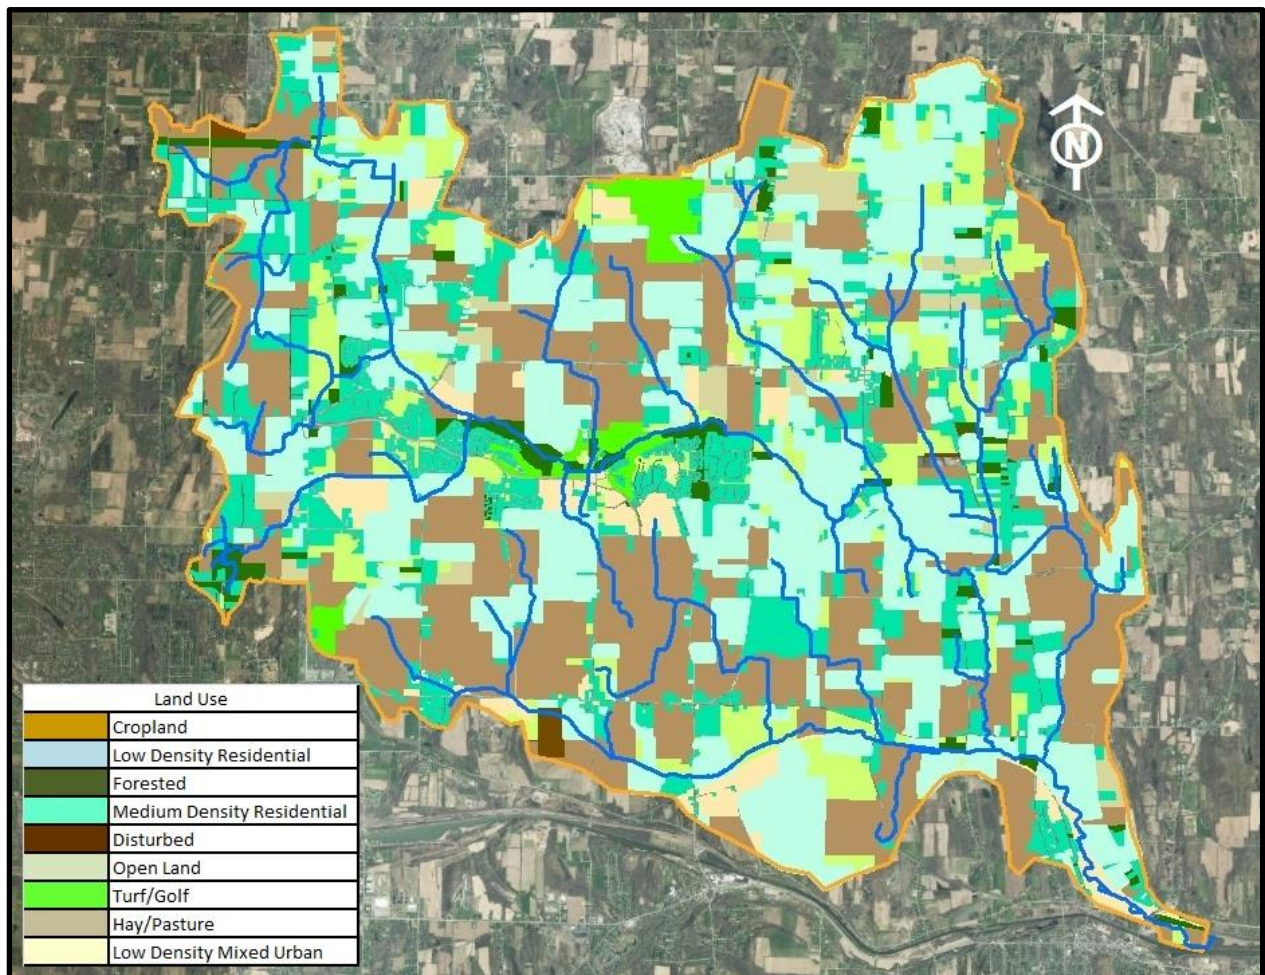 N
Land Use
Cropland
Low Density Residential
Forested
Medium Density Residential
Disturbed
Open Land
Turf/Golf
Hay/Pasture
Low Density Mixed Urban